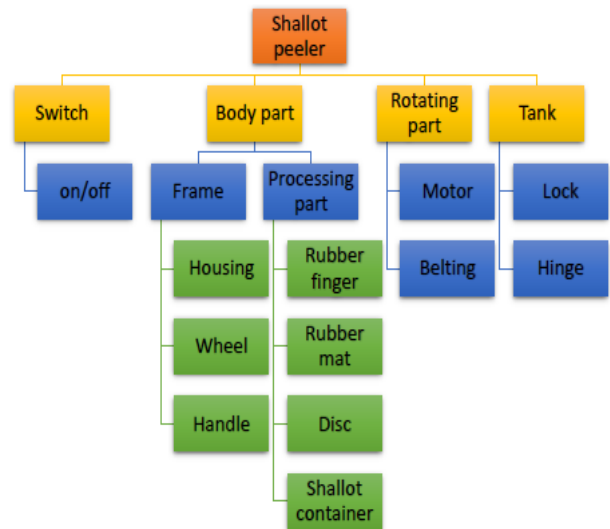 Shallot
peeler
Switch
Body part
Rotating
part
Tank
on/off
Frame
Processing
part
Motor
Lock
Housing
Rubber
finger
Belting
Hinge
Wheel
Rubber
mat
Handle
Disc
Shallot
container